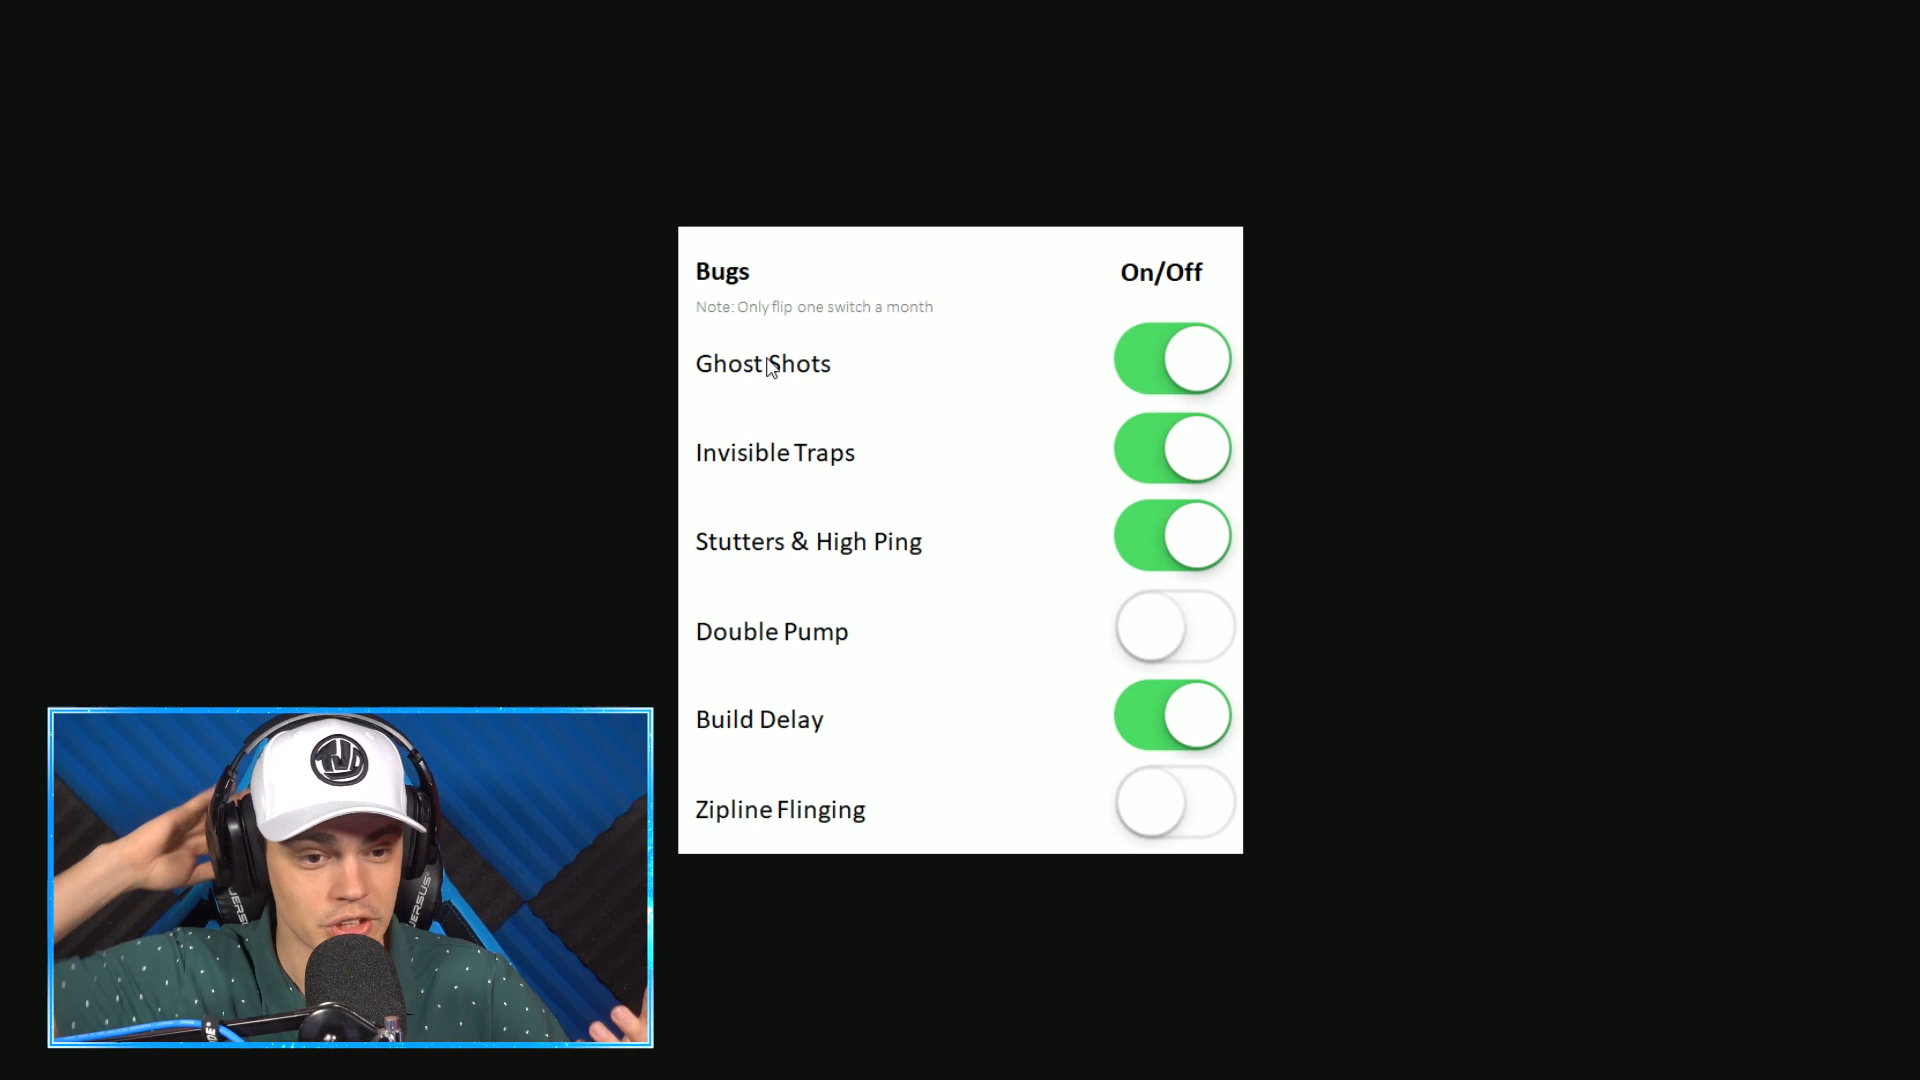 Bugs
On/Off
Note: Only flip one switch a month
Ghost Shots
Invisible Traps
Stutters & High Ping
Double Pump
Build Delay
Zipline Flinging
VERSUS